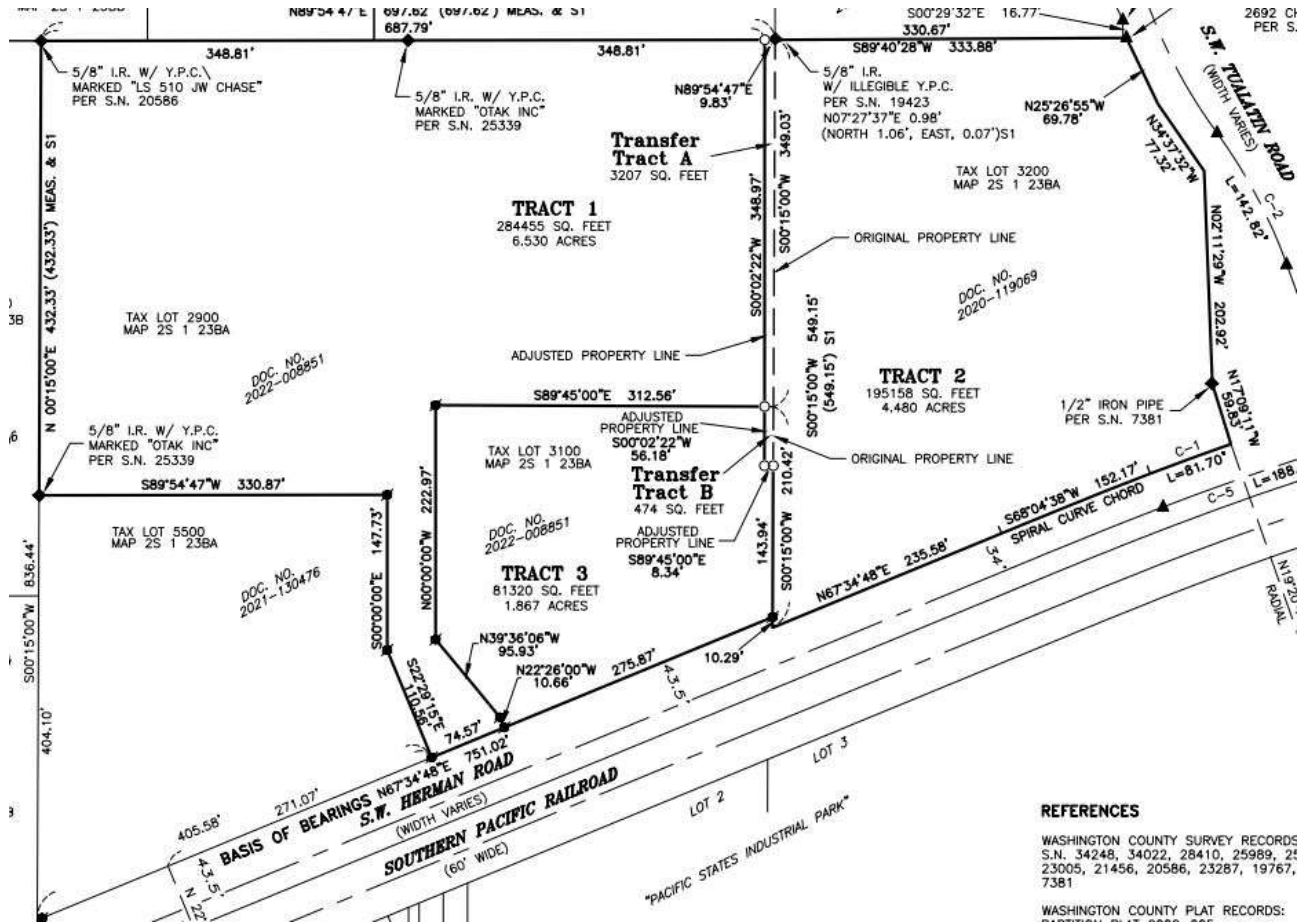 N89°54'47"E 697.62' (697.62') MEAS. & S1
687.79'
S00°29'32"E 16.77'
330.67'
S89°40'28"W 333.88'
348.81'
348.81'
5/8" I.R. W/ Y.P.C.\
MARKED "LS 510 JW CHASE"
PER S.N. 20586
5/8" I.R. W/ Y.P.C.
MARKED "OTAK INC"
PER S.N. 25339
N89°54'47"E
9.83'
5/8" I.R.
W/ ILLEGIBLE Y.P.C.
PER S.N. 19423
N07°27'37"E 0.98'
(NORTH 1.06', EAST, 0.07')S1
N25°26'55"W
69.78'
N34°37'32"W
77.32'
S.W. TUALATIN ROAD
(WIDTH VARIES)
C-2
L=142.82'
2692 CH
PER S.
Transfer
Tract A
3207 SQ. FEET
TRACT 1
284455 SQ. FEET
6.530 ACRES
S00°02'22"W 348.97'
S00°15'00"W 349.03'
TAX LOT 3200
MAP 2S 1 23BA
ORIGINAL PROPERTY LINE
DOC. NO.
2020-119069
N02°11'29"W 202.92'
N 00°15'00"E 432.33' (432.33') MEAS. & S1
3B
TAX LOT 2900
MAP 2S 1 23BA
DOC. NO.
2022-008851
ADJUSTED PROPERTY LINE
S00°15'00"W 549.15'
(549.15') S1
TRACT 2
195158 SQ. FEET
4.480 ACRES
1/2" IRON PIPE
PER S.N. 7381
N17°09'11"W
59.83'
S89°45'00"E 312.56'
ADJUSTED
PROPERTY LINE
S00°02'22"W
56.18'
ORIGINAL PROPERTY LINE
5/8" I.R. W/ Y.P.C.
MARKED "OTAK INC"
PER S.N. 25339
TAX LOT 3100
MAP 2S 1 23BA
Transfer
Tract B
474 SQ. FEET
S89°54'47"W 330.87'
N00°00'00"W 222.97'
DOC. NO.
2022-008851
ADJUSTED
PROPERTY LINE
S89°45'00"E
8.34'
143.94'
S00°15'00"W 210.42'
C-1
L=81.70'
S68°04'38"W 152.17'
SPIRAL CURVE CHORD
C-5
L=188.
TAX LOT 5500
MAP 2S 1 23BA
DOC. NO.
2021-130476
S00°00'00"E 147.73'
TRACT 3
81320 SQ. FEET
1.867 ACRES
N67°34'48"E 235.58'
34'
N19°20'
RADIAL
S00°15'00"W 836.44'
N39°36'06"W
95.93'
N22°26'00"W
10.66'
275.87'
10.29'
43.5'
S22°29'15"E
110.56'
404.10'
74.57'
BASIS OF BEARINGS N67°34'48"E 751.02'
405.58'
271.07'
43.5'
N 22°
S.W. HERMAN ROAD
(WIDTH VARIES)
SOUTHERN PACIFIC RAILROAD
(60' WIDE)
LOT 2
LOT 3
"PACIFIC STATES INDUSTRIAL PARK"
REFERENCES
WASHINGTON COUNTY SURVEY RECORDS
S.N. 34248, 34022, 28410, 25989, 25
23005, 21456, 20586, 23287, 19767,
7381
WASHINGTON COUNTY PLAT RECORDS: